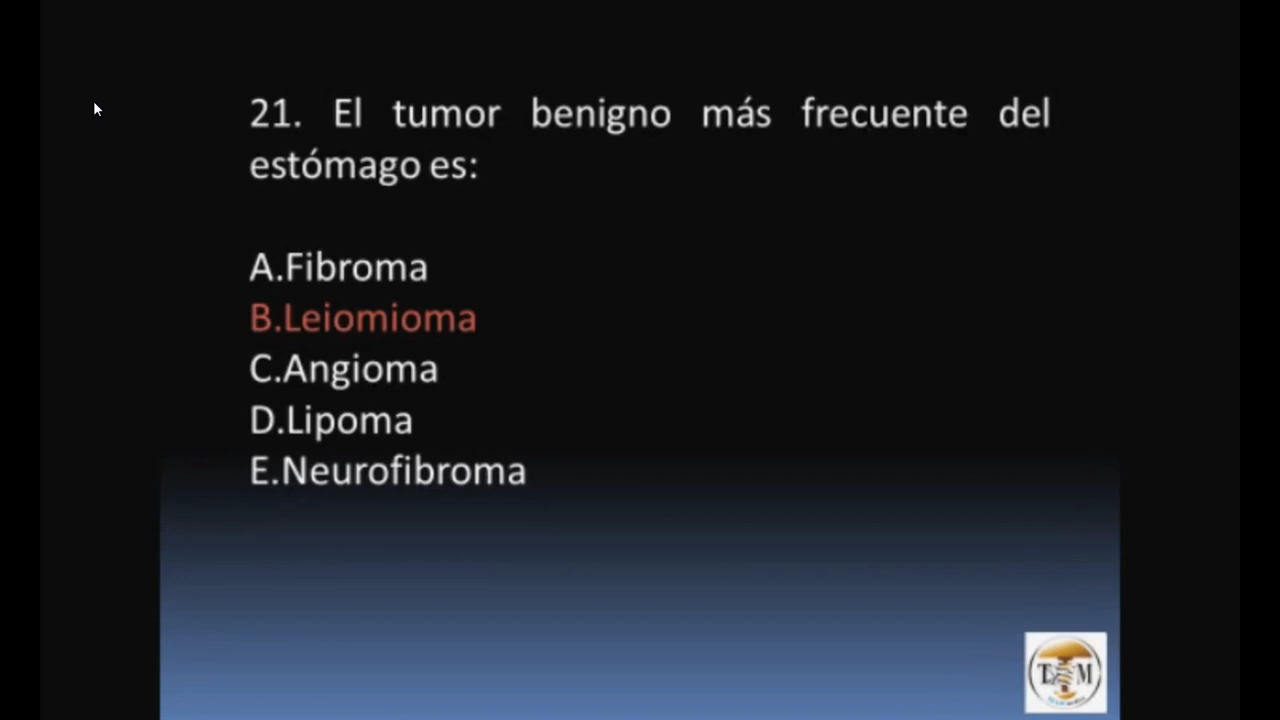 21. El tumor benigno más frecuente del
estómago es:
A.Fibroma
B.Leiomioma
C.Angioma
D.Lipoma
E.Neurofibroma